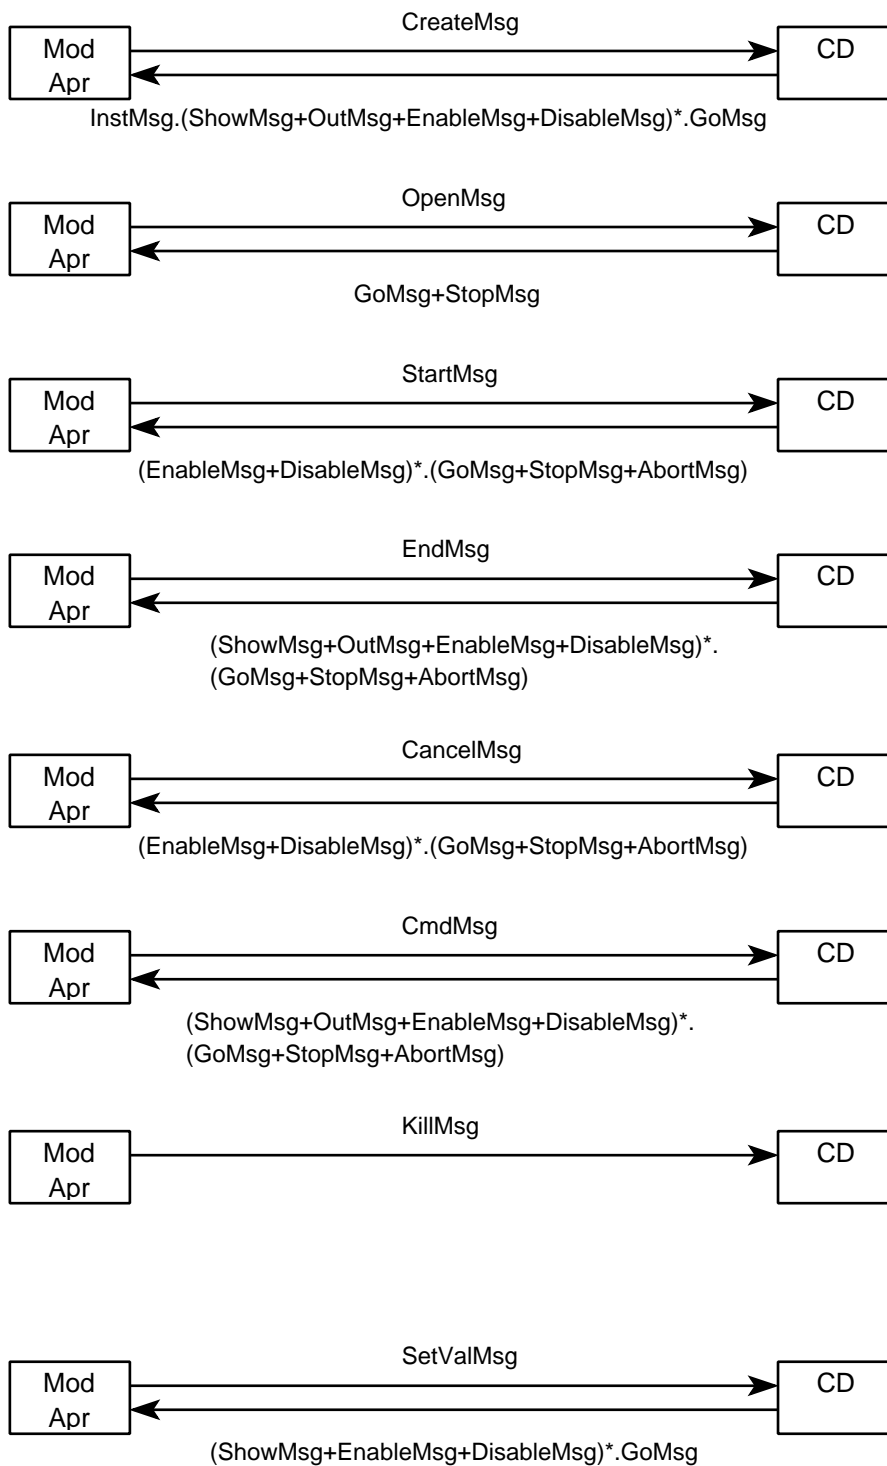 CreateMsg
Mod
Apr
CD
InstMsg.(ShowMsg+OutMsg+EnableMsg+DisableMsg)*.GoMsg
OpenMsg
Mod
Apr
CD
GoMsg+StopMsg
StartMsg
Mod
Apr
CD
(EnableMsg+DisableMsg)*.(GoMsg+StopMsg+AbortMsg)
EndMsg
Mod
Apr
CD
(ShowMsg+OutMsg+EnableMsg+DisableMsg)*.
(GoMsg+StopMsg+AbortMsg)
CancelMsg
Mod
Apr
CD
(EnableMsg+DisableMsg)*.(GoMsg+StopMsg+AbortMsg)
CmdMsg
Mod
Apr
CD
(ShowMsg+OutMsg+EnableMsg+DisableMsg)*.
(GoMsg+StopMsg+AbortMsg)
KillMsg
Mod
Apr
CD
SetValMsg
Mod
Apr
CD
(ShowMsg+EnableMsg+DisableMsg)*.GoMsg